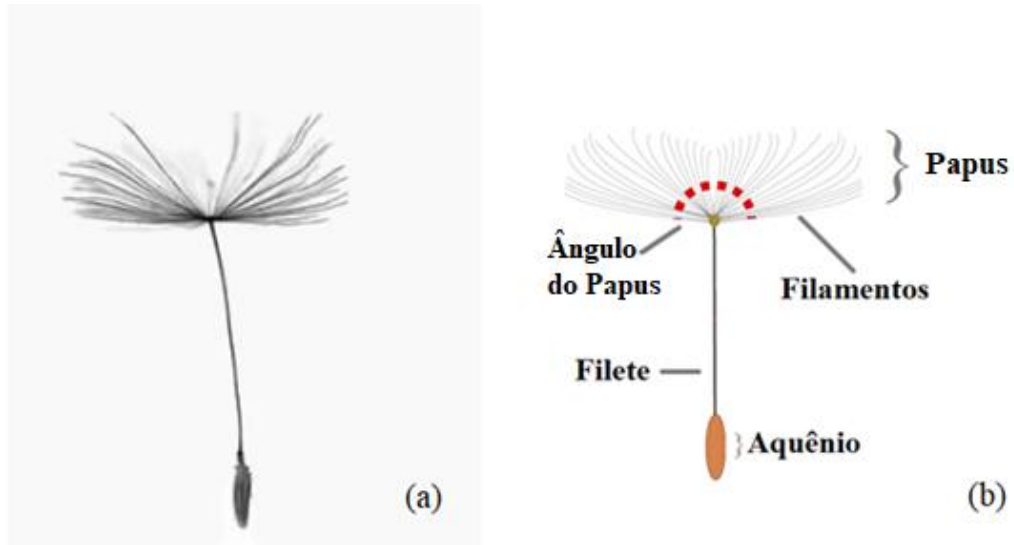 (a)
Papus
Ângulo
do Papus
Filamentos
Filete
Aquênio
(b)